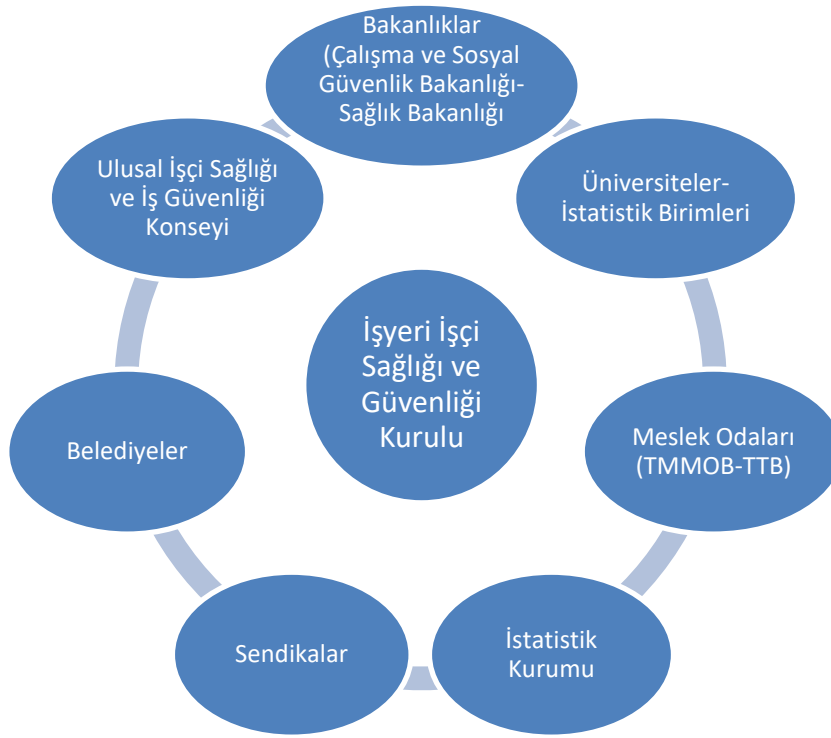 Bakanlıklar
(Çalışma ve Sosyal
Güvenlik Bakanlığı-
Sağlık Bakanlığı
Üniversiteler-
İstatistik Birimleri
Meslek Odaları
(TMMOB-TTB)
İstatistik
Kurumu
Sendikalar
Belediyeler
Ulusal İşçi Sağlığı
ve İş Güvenliği
Konseyi
İşyeri İşçi
Sağlığı ve
Güvenliği
Kurulu